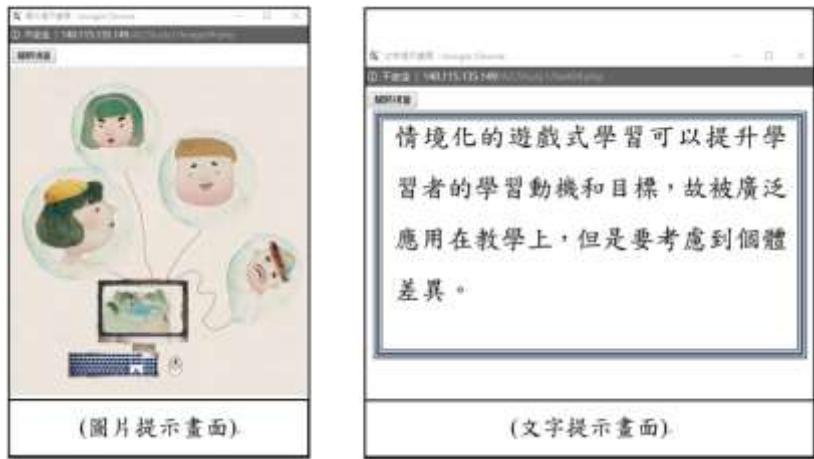 情境化的遊戲式學習可以提升學
習者的學習動機和目標，故被廣泛
應用在教學上，但是要考慮到個體
差異。
(圖片提示畫面)
(文字提示畫面)